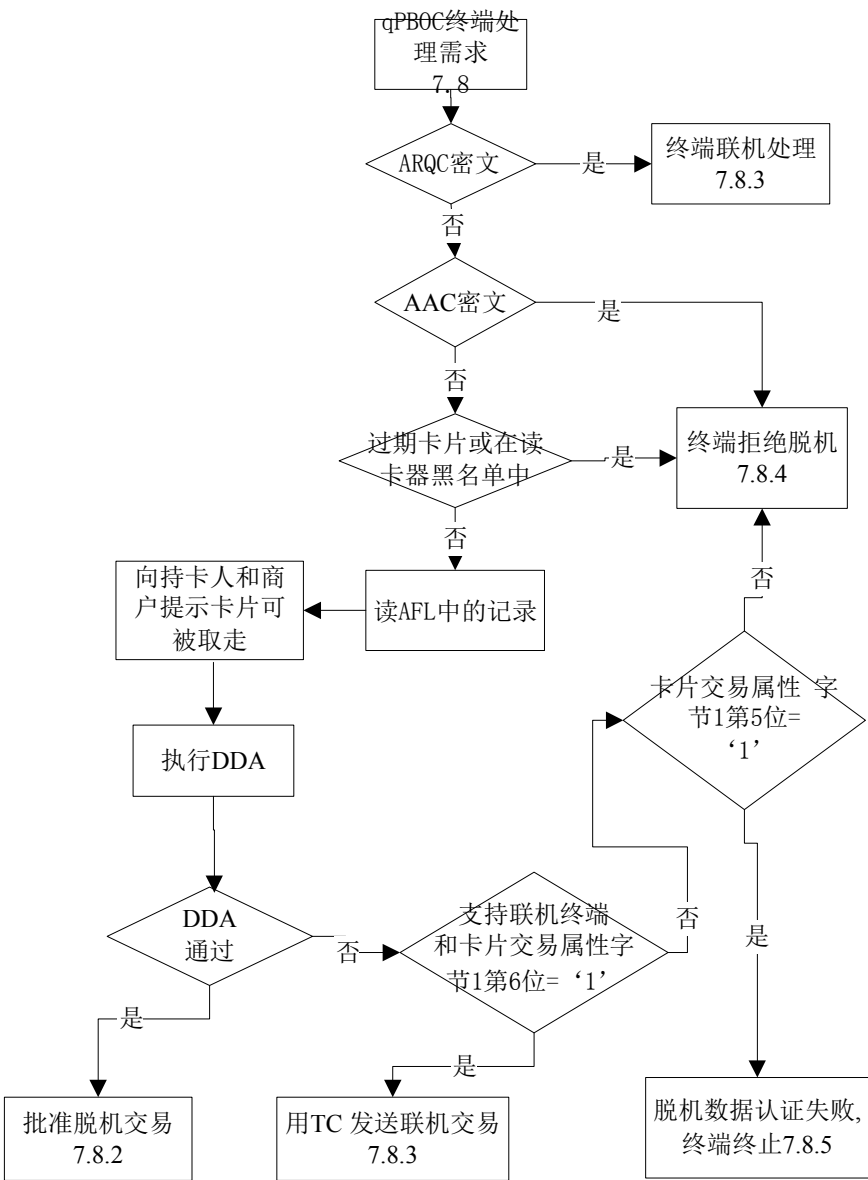 qPBOC终端处
理需求
7.8
ARQC密文
是
终端联机处理
7.8.3
否
AAC密文
是
否
过期卡片或在读
卡器黑名单中
是
终端拒绝脱机
7.8.4
否
否
向持卡人和商
户提示卡片可
被取走
读AFL中的记录
卡片交易属性 字
节1第5位=
‘1’
执行DDA
DDA
通过
否
支持联机终端
和卡片交易属性字
节1第6位= ‘1’
否
是
是
是
批准脱机交易
7.8.2
用TC 发送联机交易
7.8.3
脱机数据认证失败,
终端终止7.8.5